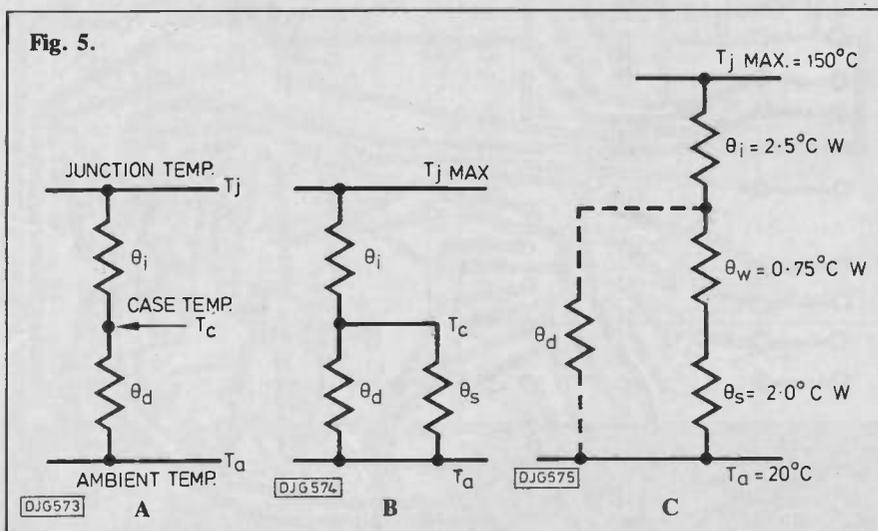 Fig. 5.
JUNCTION TEMP. Tj
θi
CASE TEMP.
Tc
θd
Ta
AMBIENT TEMP.
DJG573
A
Tj MAX
θi
Tc
θd
θs
Ta
DJG574
B
Tj MAX. = 150°C
θi = 2·5°C W
θw = 0·75°C W
θd
θs = 2·0°C W
Ta = 20°C
DJG575
C